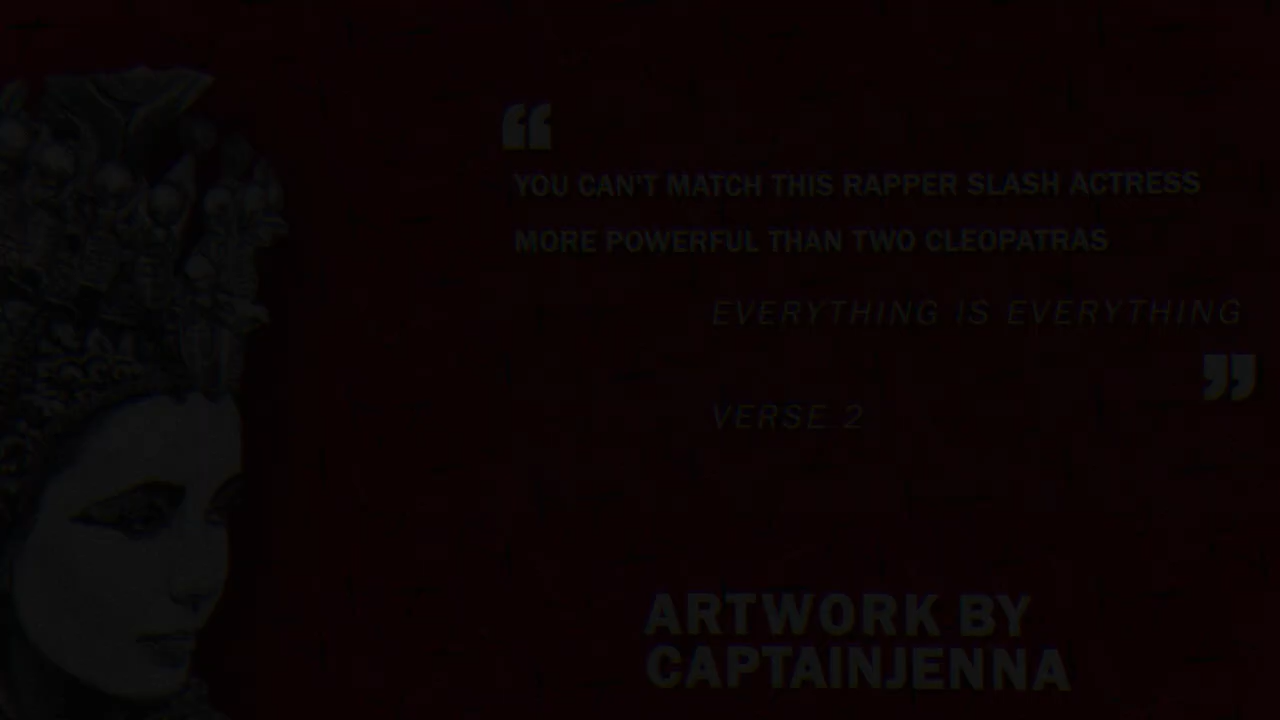 “
YOU CAN'T MATCH THIS RAPPER SLASH ACTRESS
MORE POWERFUL THAN TWO CLEOPATRAS
EVERYTHING IS EVERYTHING
”
VERSE.2
ARTWORK BY
CAPTAINJENNA